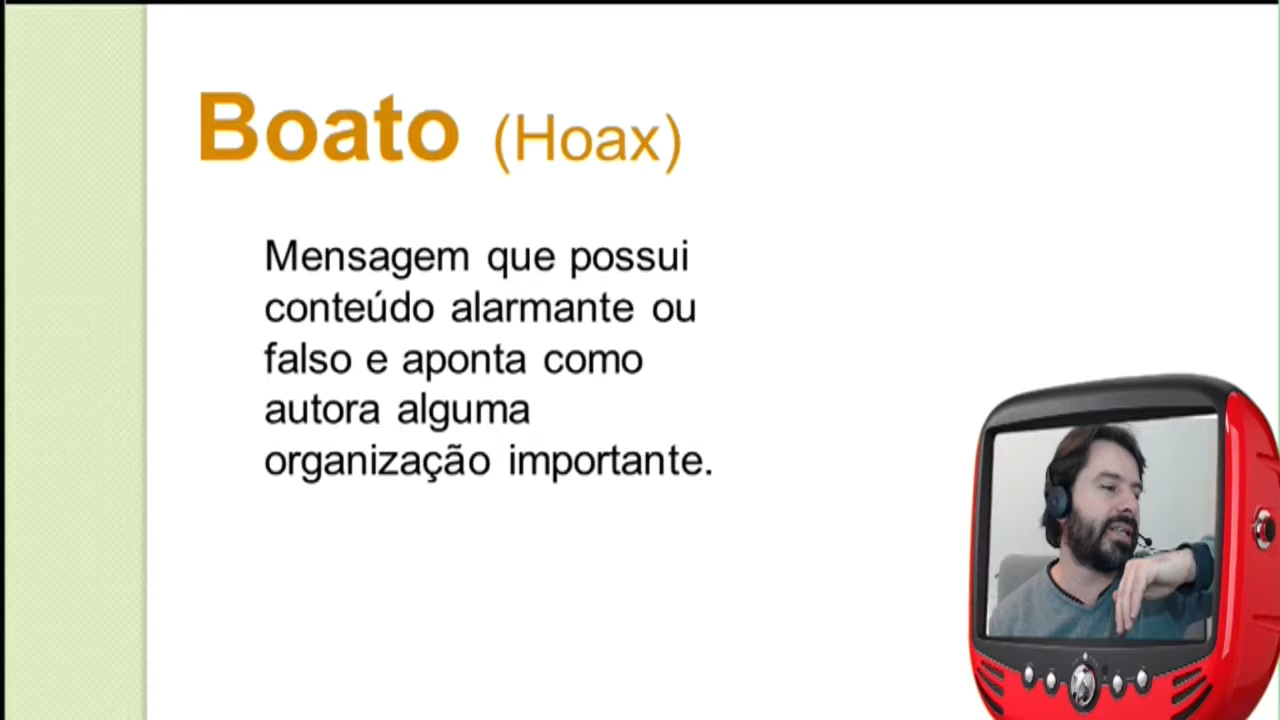 Boato (Hoax)
Mensagem que possui
conteúdo alarmante ou
falso e aponta como
autora alguma
organização importante.